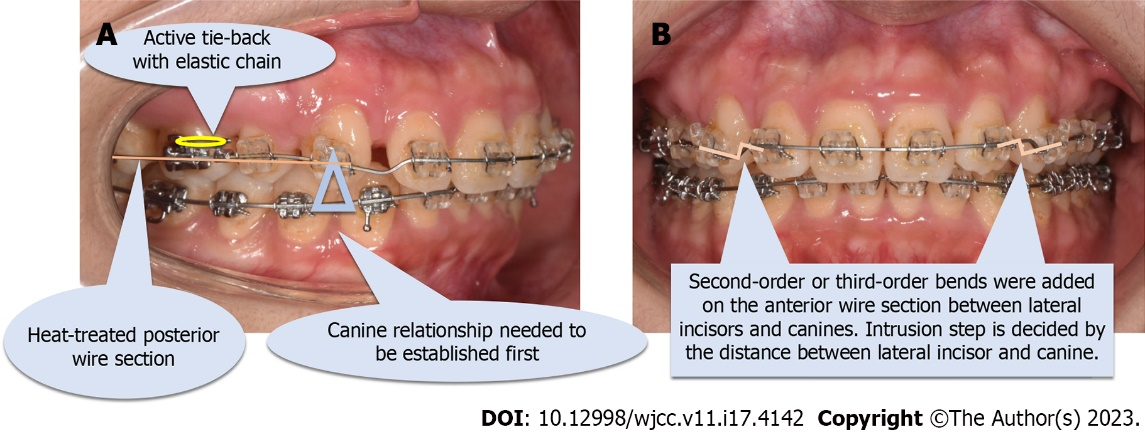 A
Active tie-back
with elastic chain
Heat-treated posterior
wire section
Canine relationship needed to
be established first
B
Second-order or third-order bends were added
on the anterior wire section between lateral
incisors and canines. Intrusion step is decided by
the distance between lateral incisor and canine.
DOI: 10.12998/wjcc.v11.i17.4142 Copyright ©The Author(s) 2023.